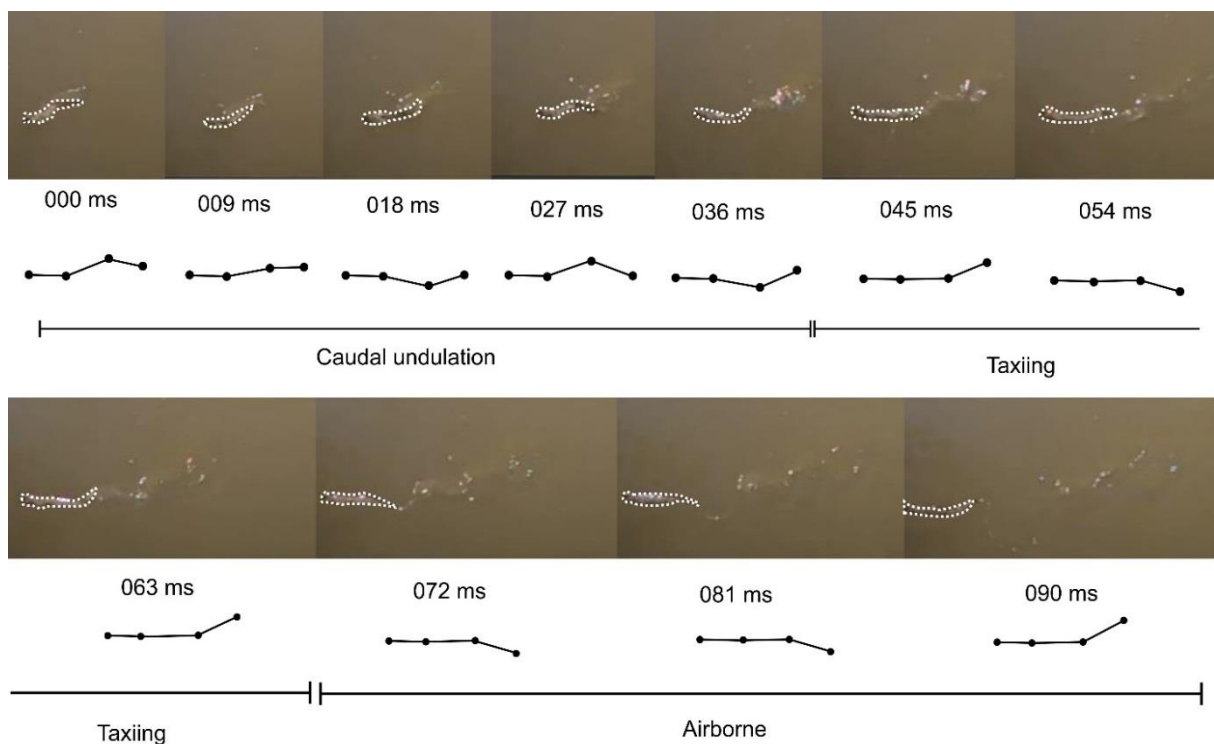 000 ms 009 ms 018 ms 027 ms 036 ms 045 ms 054 ms
Caudal undulation Taxiing
063 ms 072 ms 081 ms 090 ms
Taxiing Airborne